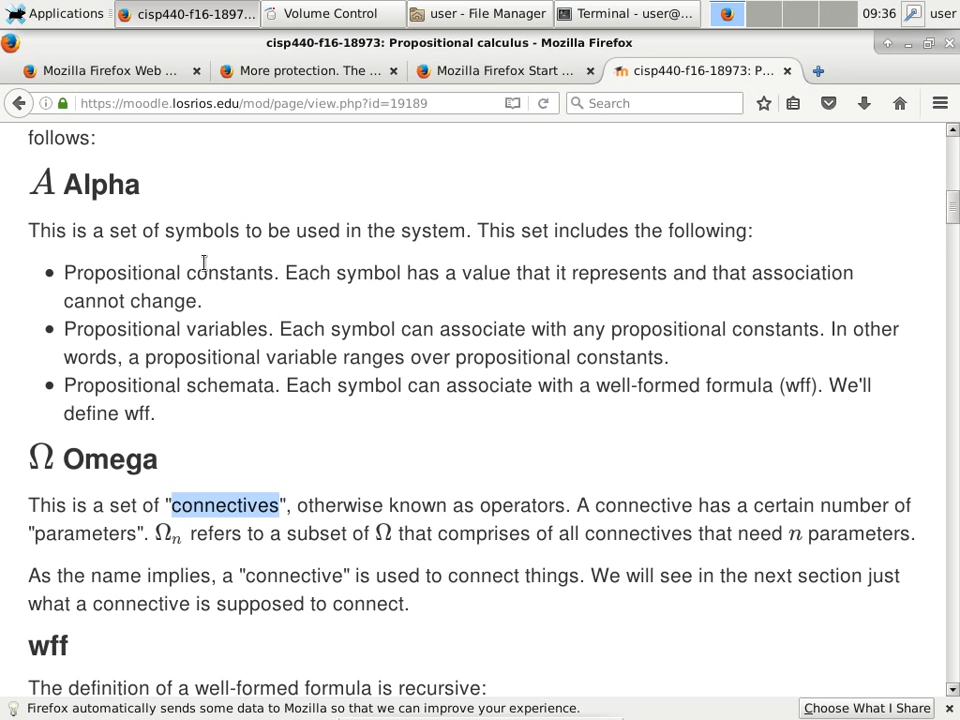 Applications
cisp440-f16-1897...
Volume Control
user - File Manager
Terminal - user@...
09:36
user
cisp440-f16-18973: Propositional calculus - Mozilla Firefox
Mozilla Firefox Web ...
More protection. The ...
Mozilla Firefox Start ...
cisp440-f16-18973: P...
https://moodle.losrios.edu/mod/page/view.php?id=19189
Search
follows:
A Alpha
This is a set of symbols to be used in the system. This set includes the following:
• Propositional constants. Each symbol has a value that it represents and that association
cannot change.
• Propositional variables. Each symbol can associate with any propositional constants. In other
words, a propositional variable ranges over propositional constants.
• Propositional schemata. Each symbol can associate with a well-formed formula (wff). We'll
define wff.
Ω Omega
This is a set of "connectives", otherwise known as operators. A connective has a certain number of
"parameters". Ωn refers to a subset of Ω that comprises of all connectives that need n parameters.
As the name implies, a "connective" is used to connect things. We will see in the next section just
what a connective is supposed to connect.
wff
The definition of a well-formed formula is recursive:
Firefox automatically sends some data to Mozilla so that we can improve your experience.
Choose What I Share